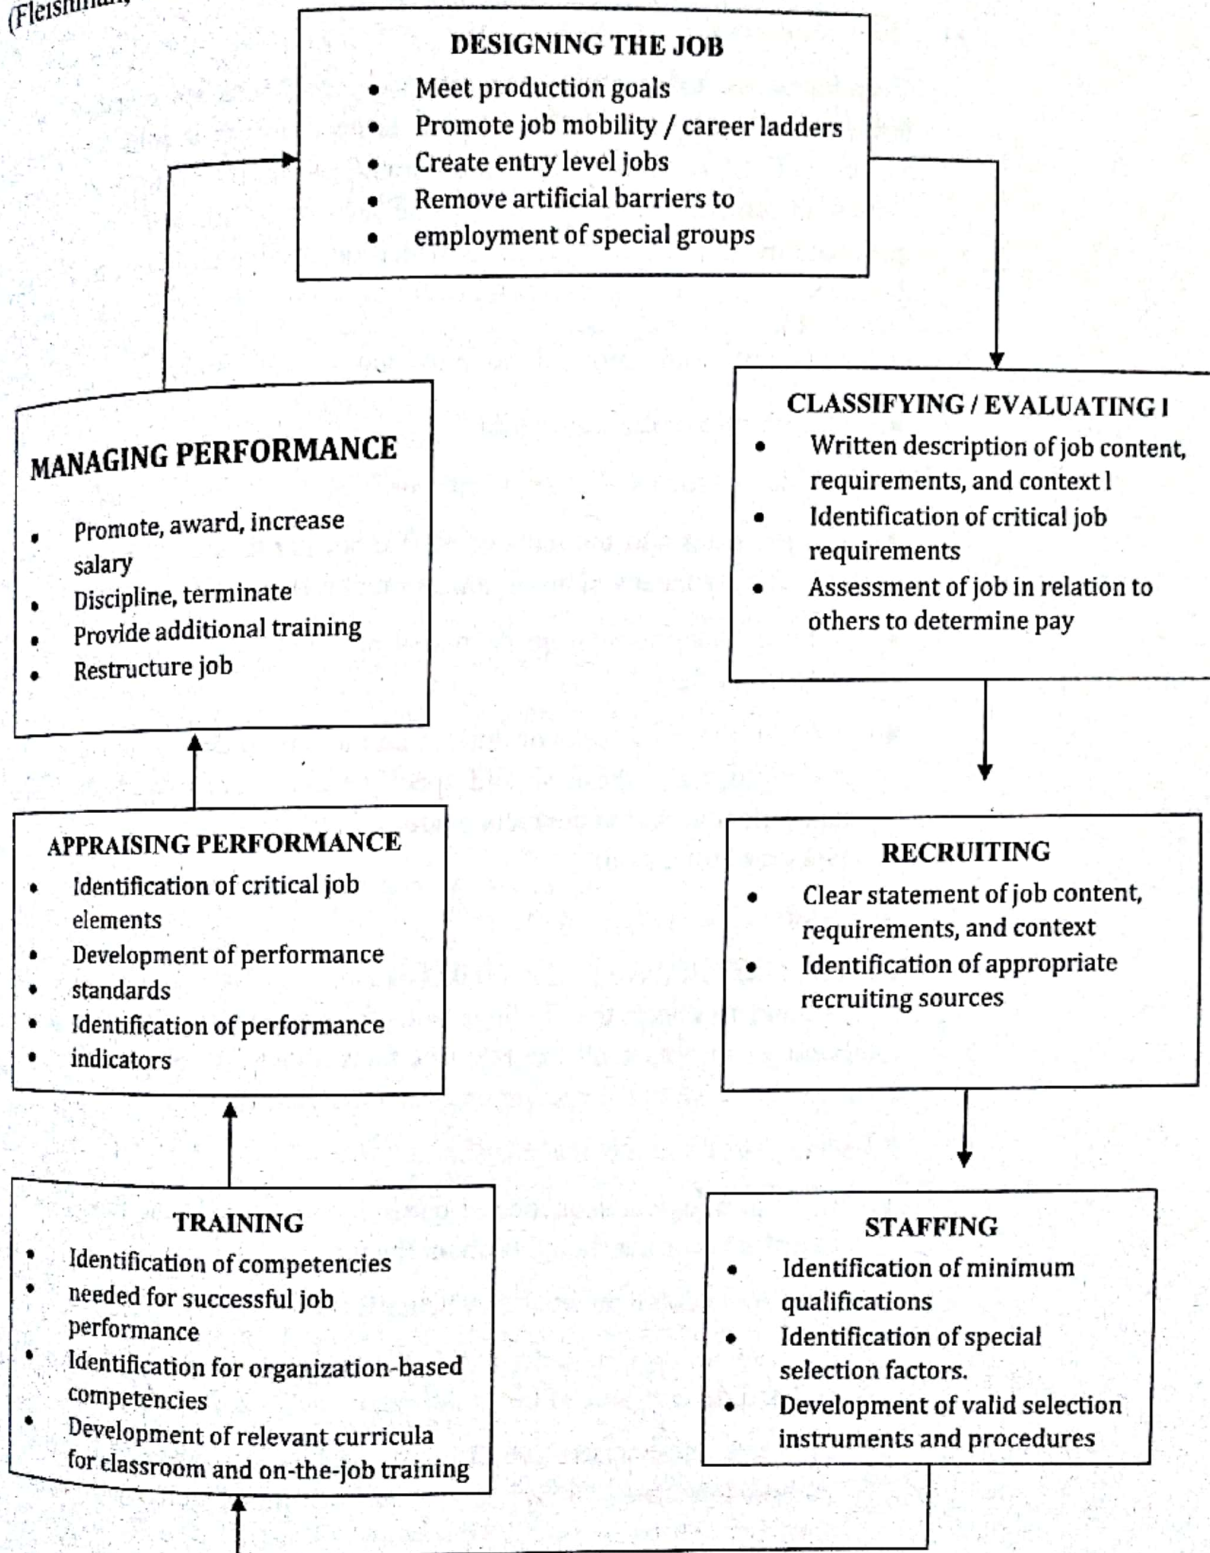 DESIGNING THE JOB
• Meet production goals
• Promote job mobility / career ladders
• Create entry level jobs
• Remove artificial barriers to
• employment of special groups
CLASSIFYING / EVALUATING
• Written description of job content,
requirements, and context
• Identification of critical job
requirements
• Assessment of job in relation to
others to determine pay
RECRUITING
• Clear statement of job content,
requirements, and context
• Identification of appropriate
recruiting sources
STAFFING
• Identification of minimum
qualifications
• Identification of special
selection factors.
• Development of valid selection
instruments and procedures
TRAINING
• Identification of competencies
• needed for successful job
performance
• Identification for organization-based
competencies
• Development of relevant curricula
for classroom and on-the-job training
APPRAISING PERFORMANCE
• Identification of critical job
elements
• Development of performance
• standards
• Identification of performance
• indicators
MANAGING PERFORMANCE
• Promote, award, increase
salary
• Discipline, terminate
• Provide additional training
• Restructure job